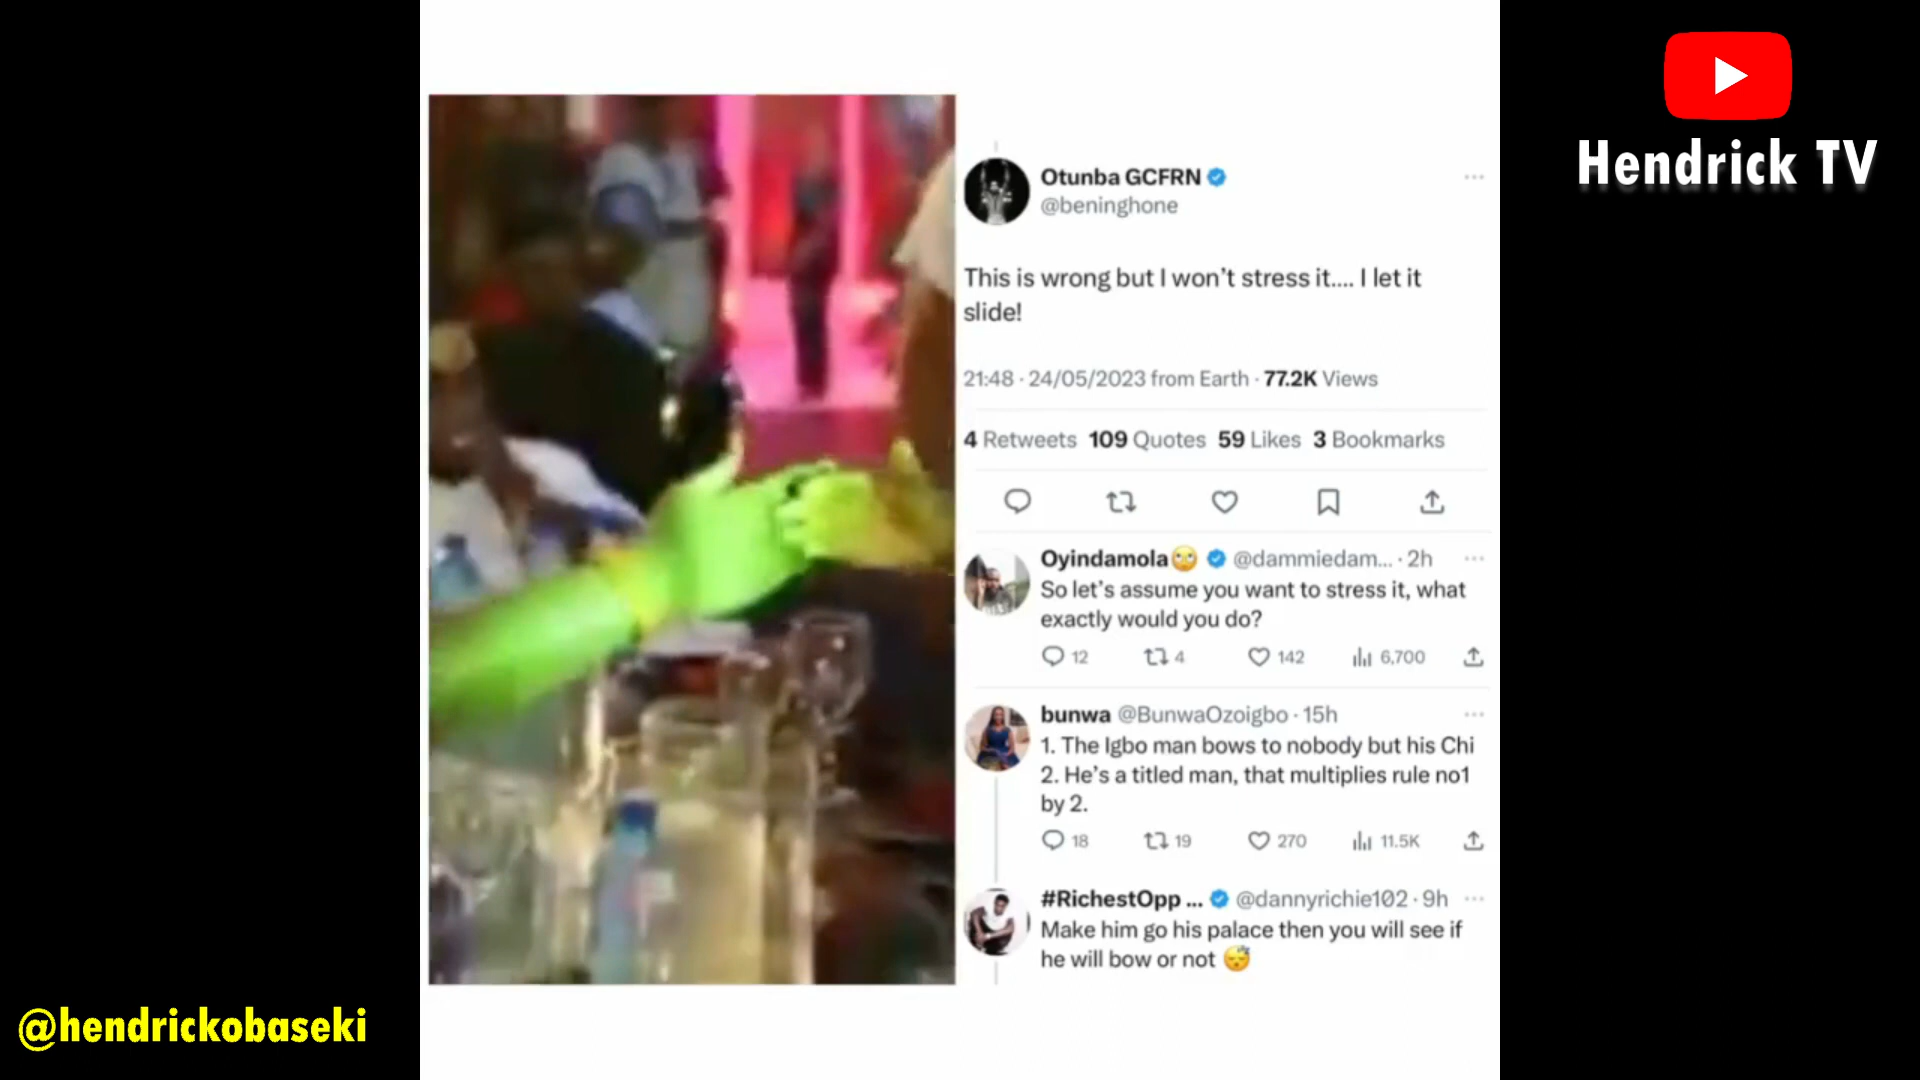 Hendrick TV
Otunba GCFRN
@beninghone
This is wrong but I won't stress it.... I let it
slide!
21:48 · 24/05/2023 from Earth · 77.2K Views
4 Retweets 109 Quotes 59 Likes 3 Bookmarks
Oyindamola🙄 @dammiedam... · 2h
So let's assume you want to stress it, what
exactly would you do?
12 4 142 6,700
bunwa @BunwaOzoigbo · 15h
1. The Igbo man bows to nobody but his Chi
2. He's a titled man, that multiplies rule no1
by 2.
18 19 270 11.5K
#RichestOpp ... @dannyrichie102 · 9h
Make him go his palace then you will see if
he will bow or not 😴
@hendrickobaseki